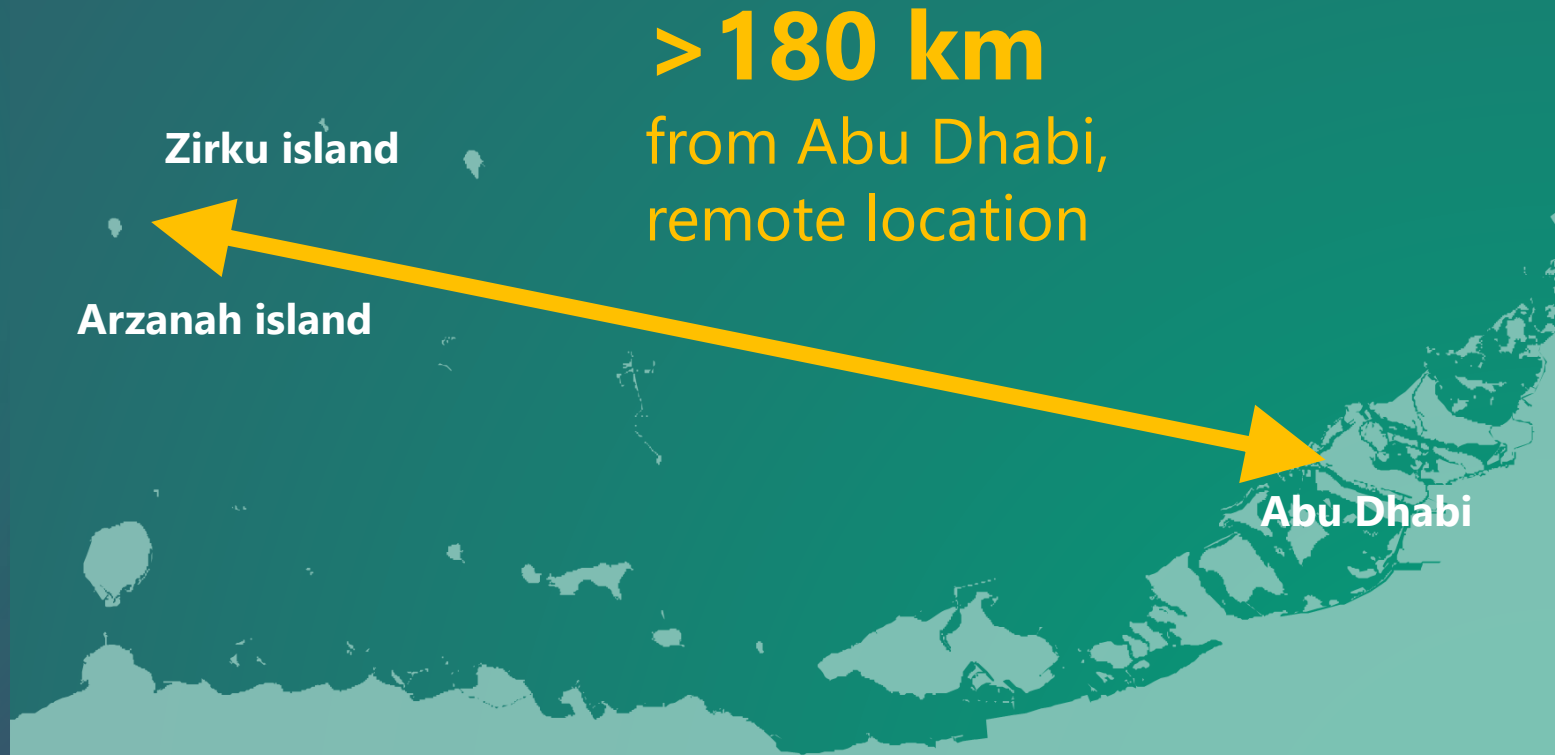 >180 km
from Abu Dhabi,
remote location
Zirku island
Arzanah island
Abu Dhabi